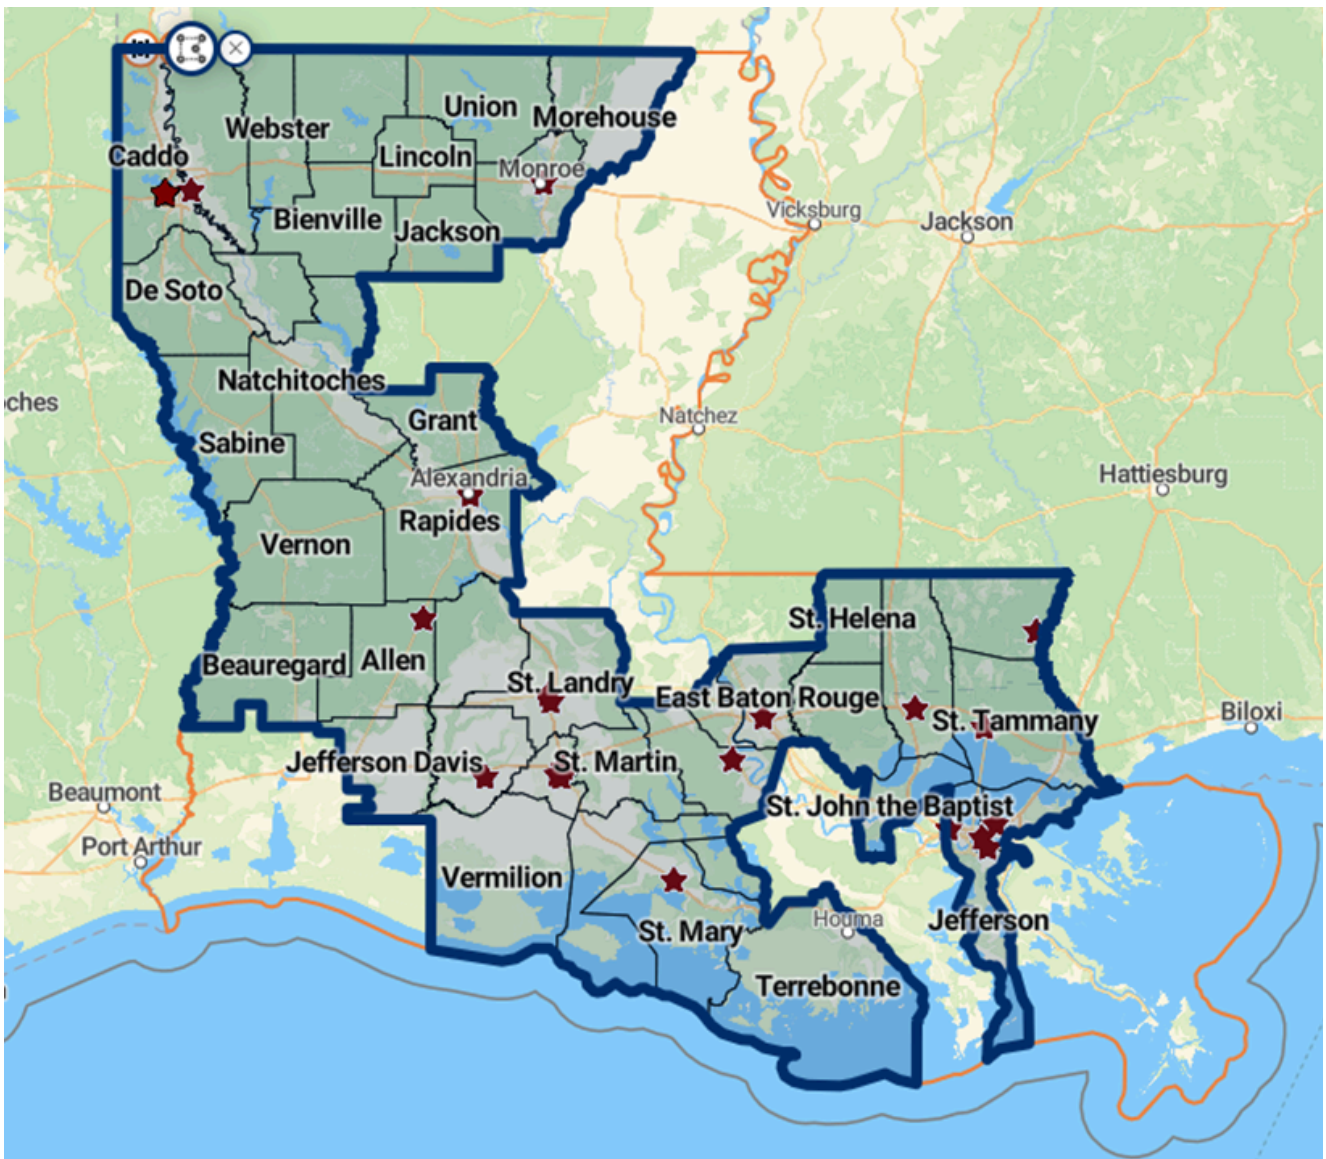 Union
Morehouse
Webster
Caddo
Lincoln
Monroe
Bienville
Jackson
Vicksburg
Jackson
De Soto
Natchitoches
ches
Grant
Natchez
Sabine
Alexandria
Hattiesburg
Rapides
Vernon
St. Helena
Beauregard
Allen
St. Landry
East Baton Rouge
St. Tammany
Biloxi
Jefferson Davis
St. Martin
Beaumont
St. John the Baptist
Port Arthur
Vermilion
St. Mary
Houma
Jefferson
Terrebonne